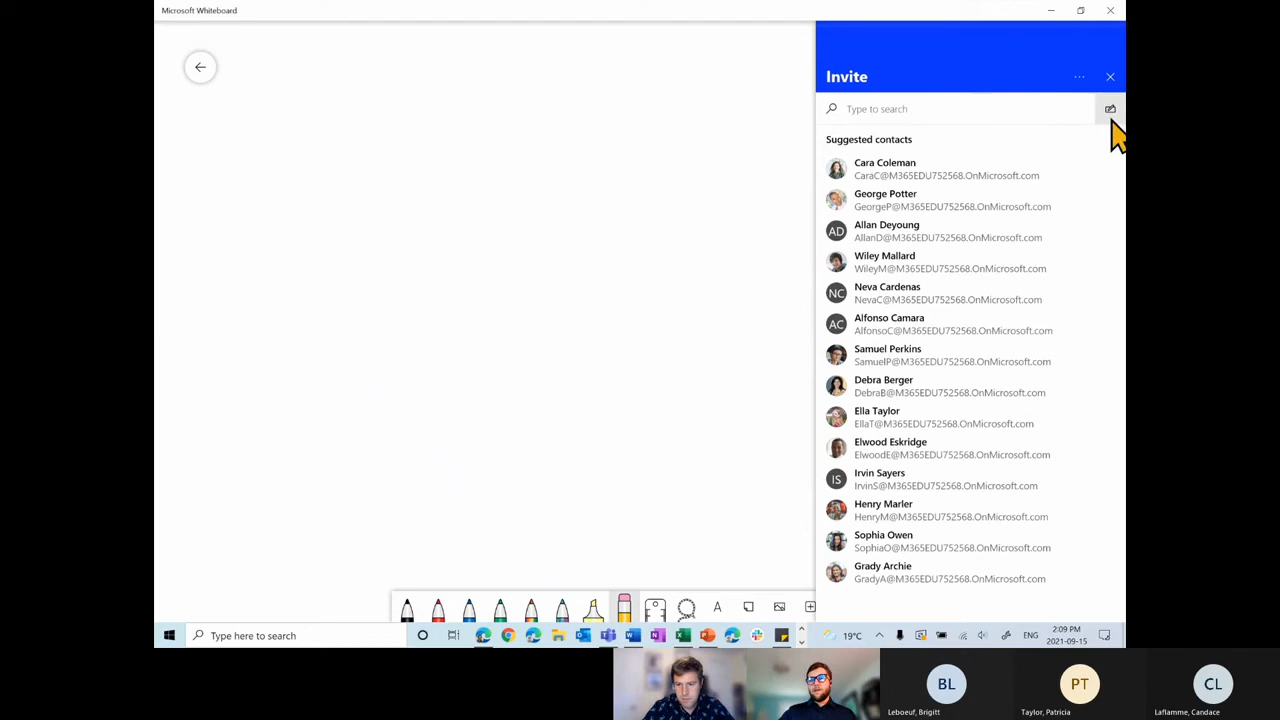 Microsoft Whiteboard
Invite
Type to search
Suggested contacts
Cara Coleman
CaraC@M365EDU752568.OnMicrosoft.com
George Potter
GeorgeP@M365EDU752568.OnMicrosoft.com
AD
Allan Deyoung
AllanD@M365EDU752568.OnMicrosoft.com
Wiley Mallard
WileyM@M365EDU752568.OnMicrosoft.com
NC
Neva Cardenas
NevaC@M365EDU752568.OnMicrosoft.com
AC
Alfonso Camara
AlfonsoC@M365EDU752568.OnMicrosoft.com
Samuel Perkins
SamuelP@M365EDU752568.OnMicrosoft.com
Debra Berger
DebraB@M365EDU752568.OnMicrosoft.com
Ella Taylor
EllaT@M365EDU752568.OnMicrosoft.com
Elwood Eskridge
ElwoodE@M365EDU752568.OnMicrosoft.com
IS
Irvin Sayers
IrvinS@M365EDU752568.OnMicrosoft.com
Henry Marler
HenryM@M365EDU752568.OnMicrosoft.com
Sophia Owen
SophiaO@M365EDU752568.OnMicrosoft.com
Grady Archie
GradyA@M365EDU752568.OnMicrosoft.com
A
Type here to search
19°C
ENG
2:09 PM
2021-09-15
BL
PT
CL
Leboeuf, Brigitt
Taylor, Patricia
Laflamme, Candace